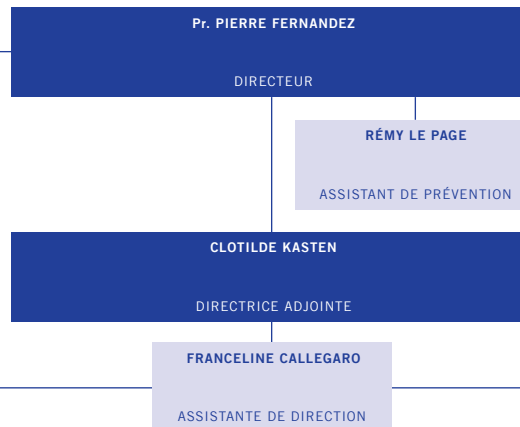 Pr. PIERRE FERNANDEZ
DIRECTEUR
RÉMY LE PAGE
ASSISTANT DE PRÉVENTION
CLOTILDE KASTEN
DIRECTRICE ADJOINTE
FRANCELINE CALLEGARO
ASSISTANTE DE DIRECTION